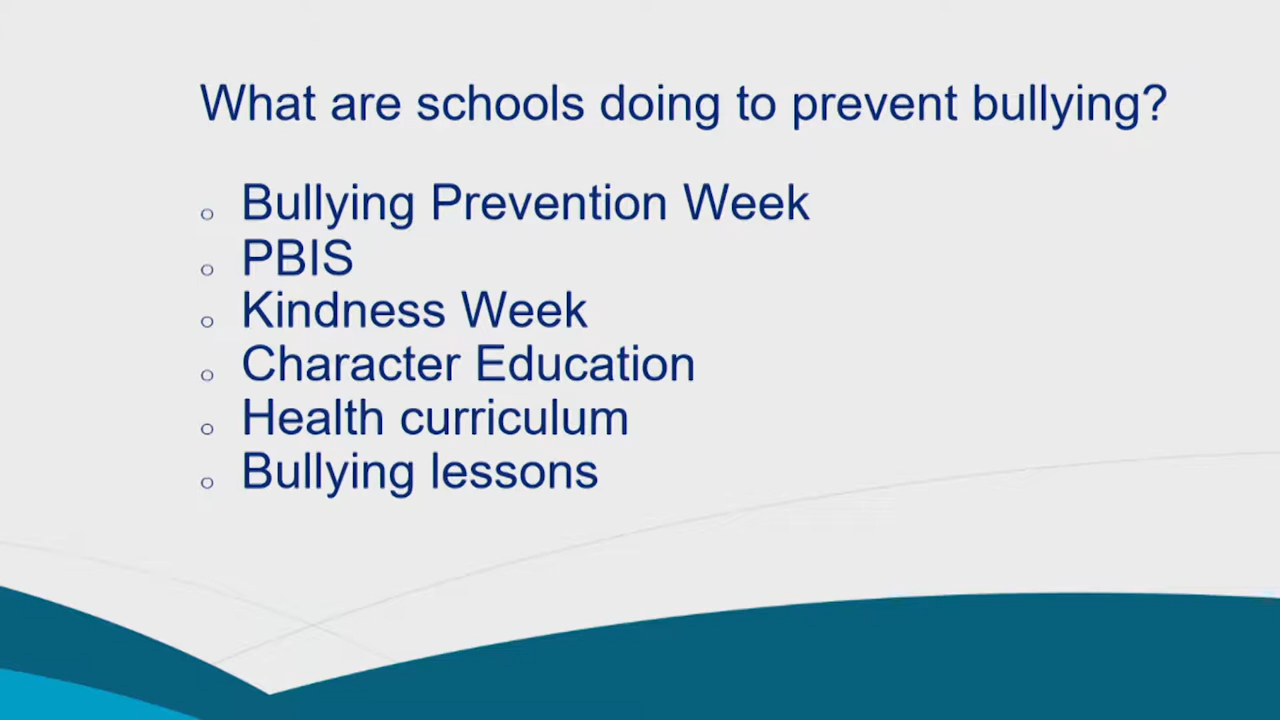 What are schools doing to prevent bullying?
o Bullying Prevention Week
o PBIS
o Kindness Week
o Character Education
o Health curriculum
o Bullying lessons